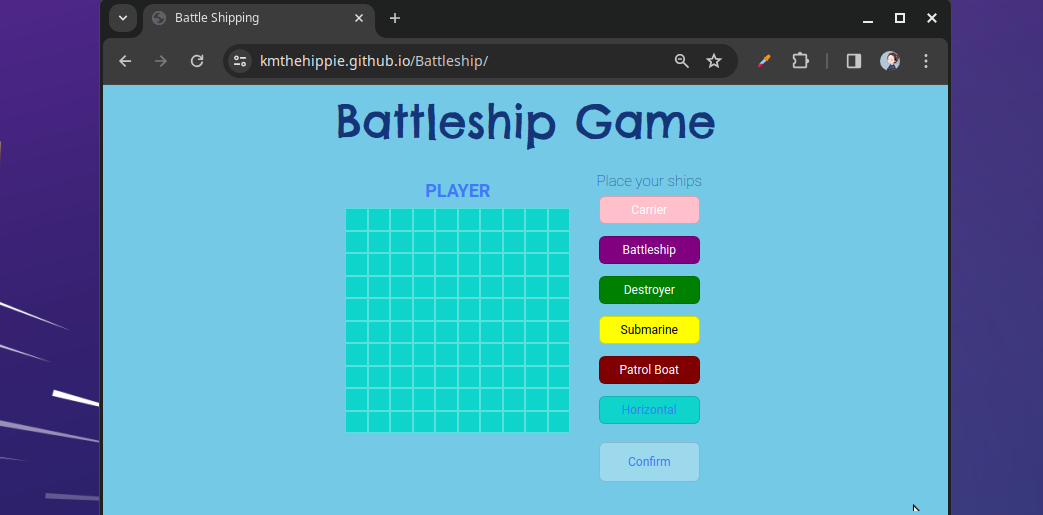 Battle Shipping
kmthehippie.github.io/Battleship/
Battleship Game
PLAYER
Place your ships
Carrier
Battleship
Destroyer
Submarine
Patrol Boat
Horizontal
Confirm